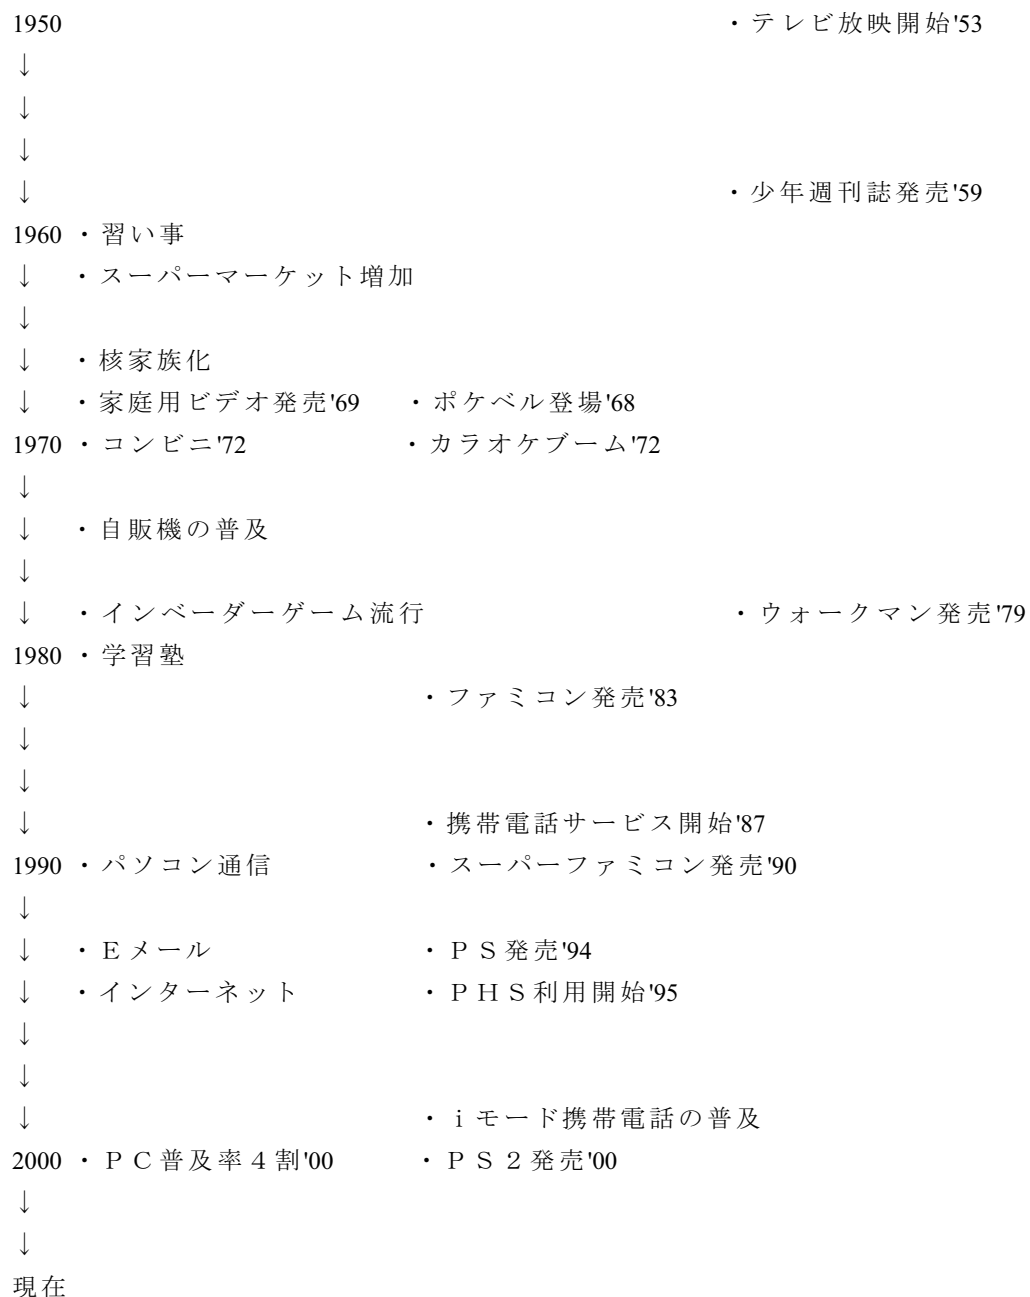 1950 ・テレビ放映開始'53
↓
↓
↓
↓ ・少年週刊誌発売'59
1960 ・習い事
↓ ・スーパーマーケット増加
↓
↓ ・核家族化
↓ ・家庭用ビデオ発売'69 ・ポケベル登場'68
1970 ・コンビニ'72 ・カラオケブーム'72
↓
↓ ・自販機の普及
↓
↓ ・インベーダーゲーム流行 ・ウォークマン発売'79
1980 ・学習塾
↓ ・ファミコン発売'83
↓
↓
↓ ・携帯電話サービス開始'87
1990 ・パソコン通信 ・スーパーファミコン発売'90
↓
↓ ・Ｅメール ・ＰＳ発売'94
↓ ・インターネット ・ＰＨＳ利用開始'95
↓
↓
↓ ・ｉモード携帯電話の普及
2000 ・ＰＣ普及率４割'00 ・ＰＳ２発売'00
↓
↓
現在